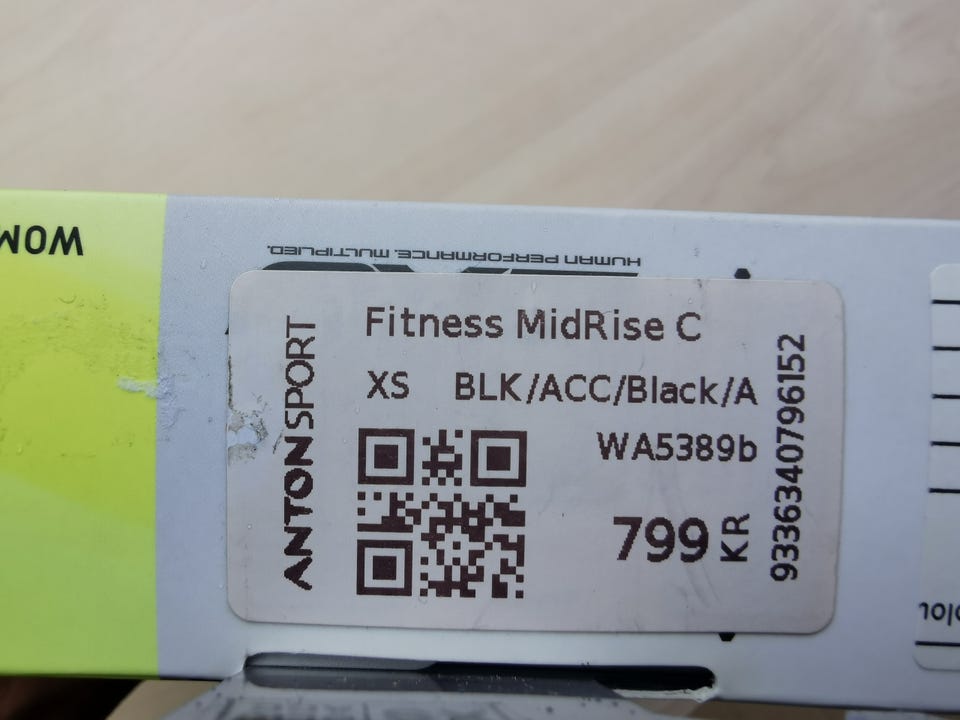 WOM
HUMAN PERFORMANCE. MULTIPLIED.
ANTONSPORT
Fitness MidRise C
XS BLK/ACC/Black/A
WA5389b
799 KR
9336340796152